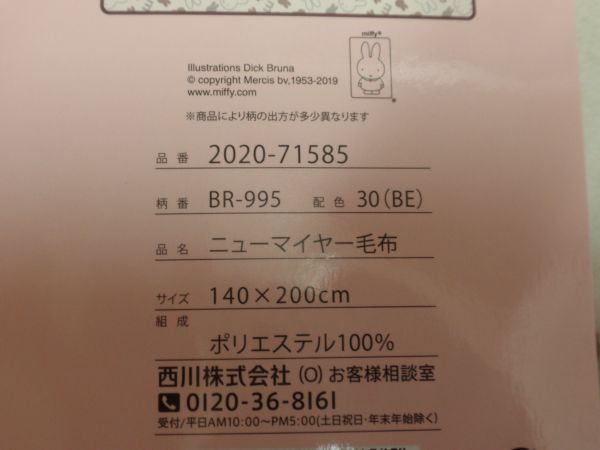 miffy®
Illustrations Dick Bruna
© copyright Mercis bv,1953-2019
www.miffy.com
※商品により柄の出方が多少異なります
品番 2020-71585
柄番 BR-995 配色 30(BE)
品名 ニューマイヤー毛布
サイズ 140×200cm
組成
ポリエステル100%
西川株式会社(O)お客様相談室
0120-36-8161
受付/平日AM10:00～PM5:00(土日祝日・年末年始除く)